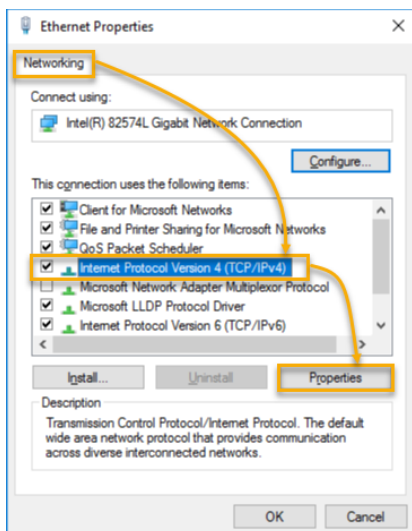 Ethernet Properties
Networking
Connect using:
Intel(R) 82574L Gigabit Network Connection
Configure...
This connection uses the following items:
Client for Microsoft Networks
File and Printer Sharing for Microsoft Networks
QoS Packet Scheduler
Internet Protocol Version 4 (TCP/IPv4)
Microsoft Network Adapter Multiplexor Protocol
Microsoft LLDP Protocol Driver
Internet Protocol Version 6 (TCP/IPv6)
Install...
Uninstall
Properties
Description
Transmission Control Protocol/Internet Protocol. The default
wide area network protocol that provides communication
across diverse interconnected networks.
OK
Cancel